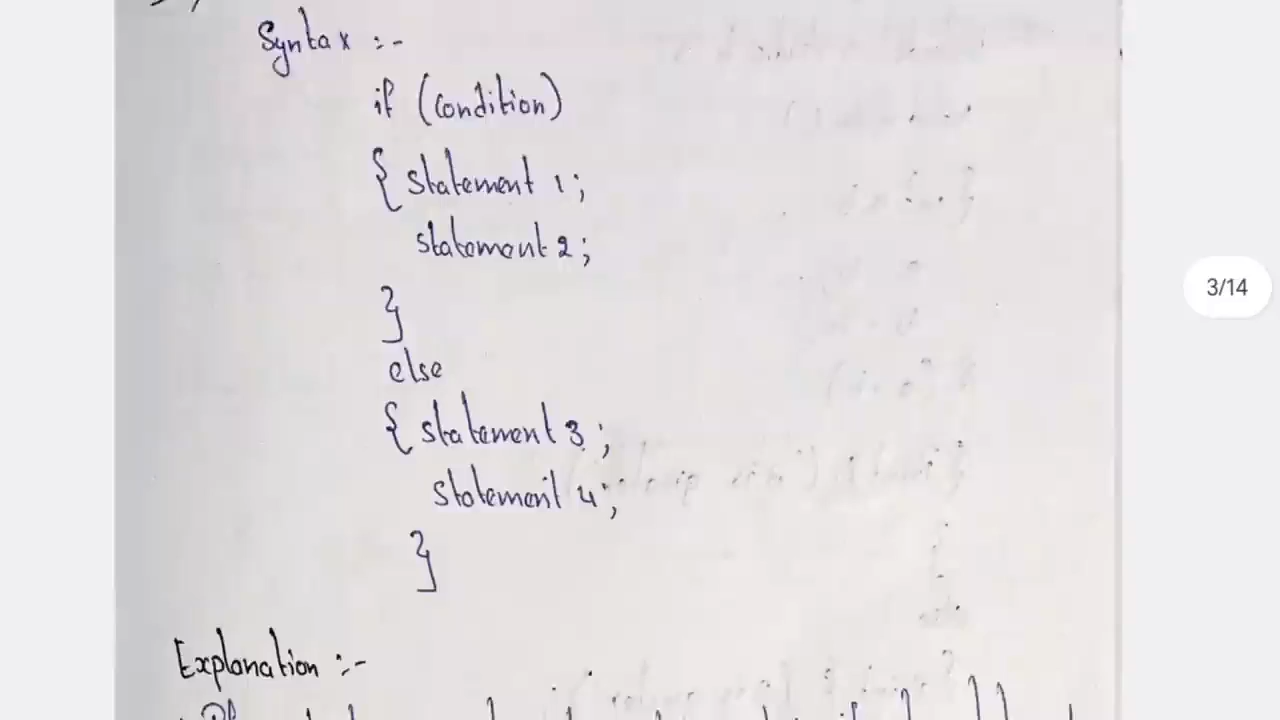 Syntax :-
if (condition)
{ statement 1;
statement 2;
}
else
{ statement 3;
statement 4;
}
3/14
Explanation :-